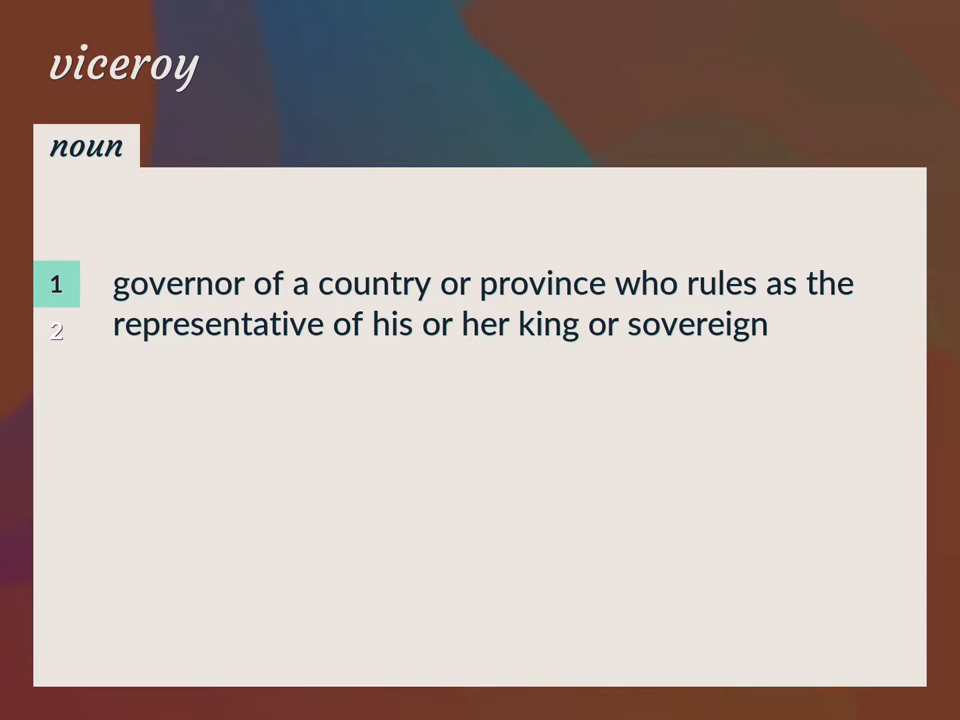 viceroy
noun
1
governor of a country or province who rules as the
representative of his or her king or sovereign
2